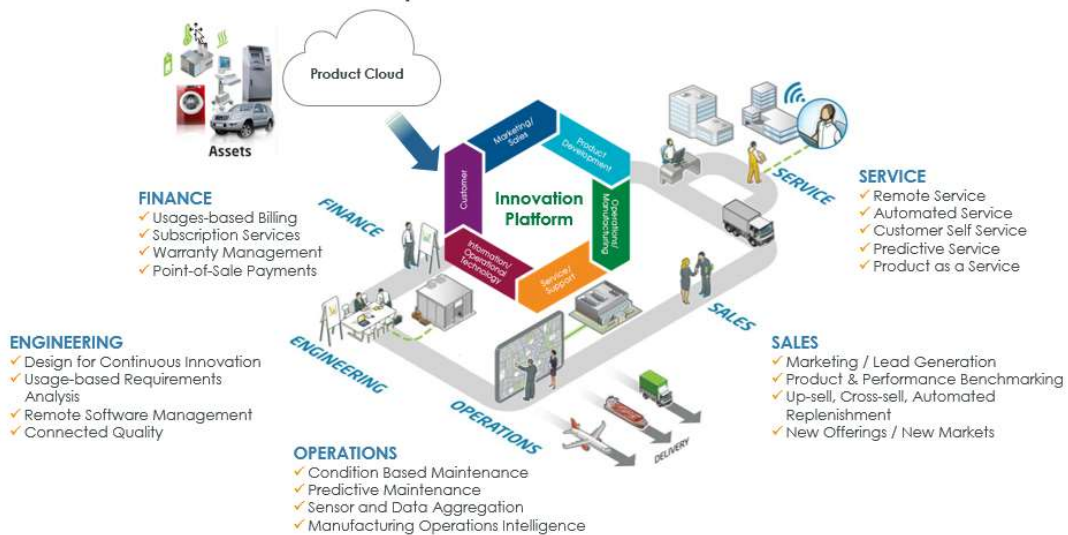 Product Cloud
Assets
Marketing/
Sales
Product
Development
Customer
Innovation
Platform
Operations/
Manufacturing
Information/
Operational
Technology
Service/
Support
FINANCE
ENGINEERING
OPERATIONS
SALES
SERVICE
DELIVERY
FINANCE
✓ Usages-based Billing
✓ Subscription Services
✓ Warranty Management
✓ Point-of-Sale Payments
SERVICE
✓ Remote Service
✓ Automated Service
✓ Customer Self Service
✓ Predictive Service
✓ Product as a Service
ENGINEERING
✓ Design for Continuous Innovation
✓ Usage-based Requirements
Analysis
✓ Remote Software Management
✓ Connected Quality
SALES
✓ Marketing / Lead Generation
✓ Product & Performance Benchmarking
✓ Up-sell, Cross-sell, Automated
Replenishment
✓ New Offerings / New Markets
OPERATIONS
✓ Condition Based Maintenance
✓ Predictive Maintenance
✓ Sensor and Data Aggregation
✓ Manufacturing Operations Intelligence